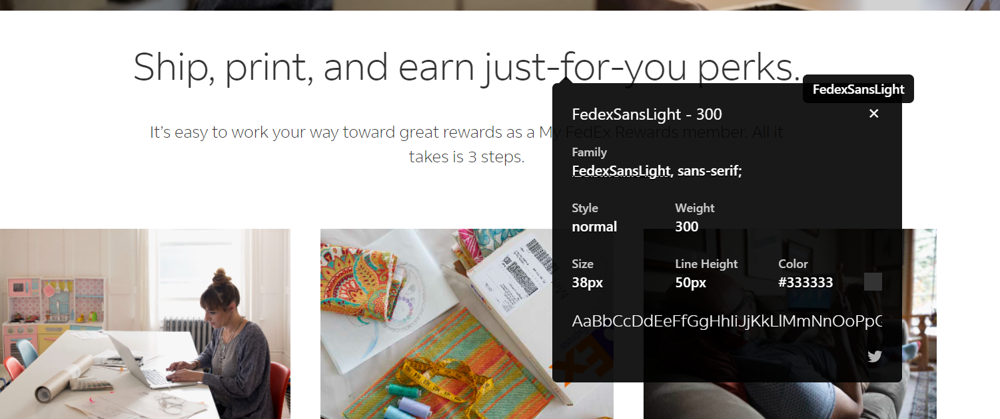 Ship, print, and earn just-for-you perks.
FedexSansLight
FedexSansLight - 300 ×
It’s easy to work your way toward great rewards as a My FedEx Rewards member. All it
takes is 3 steps.
Family
FedexSansLight, sans-serif;
Style Weight
normal 300
Size Line Height Color
38px 50px #333333
AaBbCcDdEeFfGgHhIiJjKkLlMmNnOoPpG
Ex